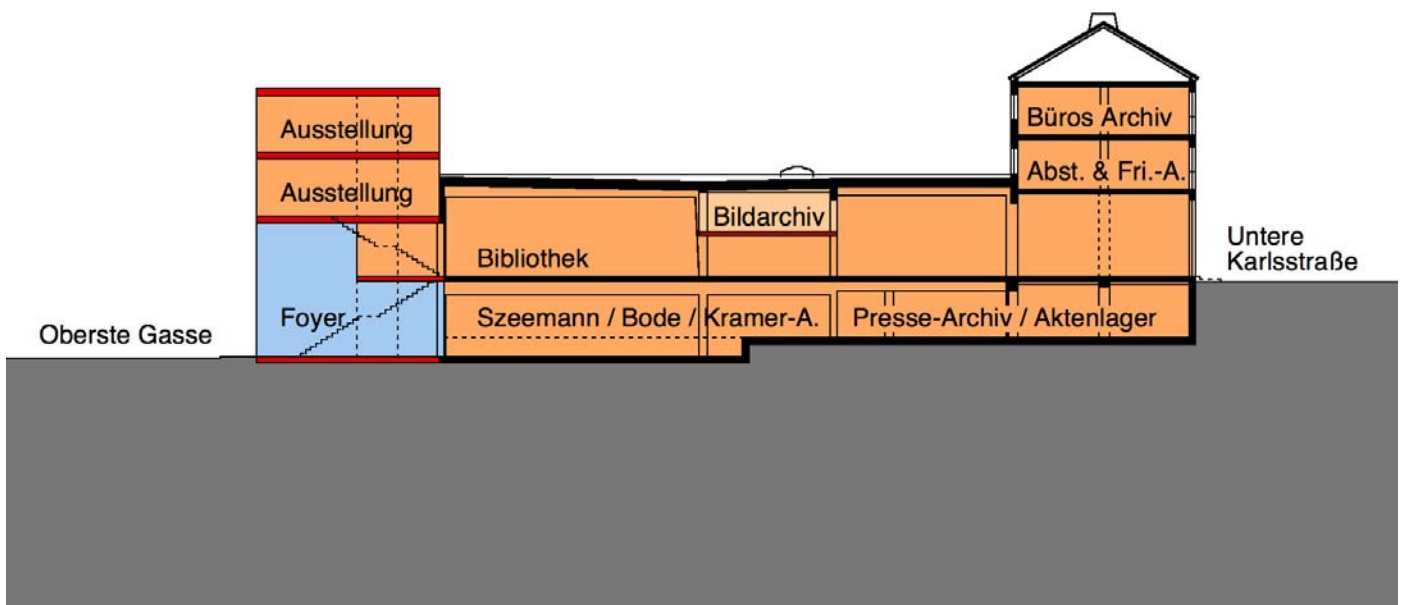 Ausstellung
Büros Archiv
Ausstellung
Abst. & Fri.-A.
Bildarchiv
Bibliothek
Untere
Karlsstraße
Oberste Gasse
Foyer
Szeemann / Bode / Kramer-A.
Presse-Archiv / Aktenlager